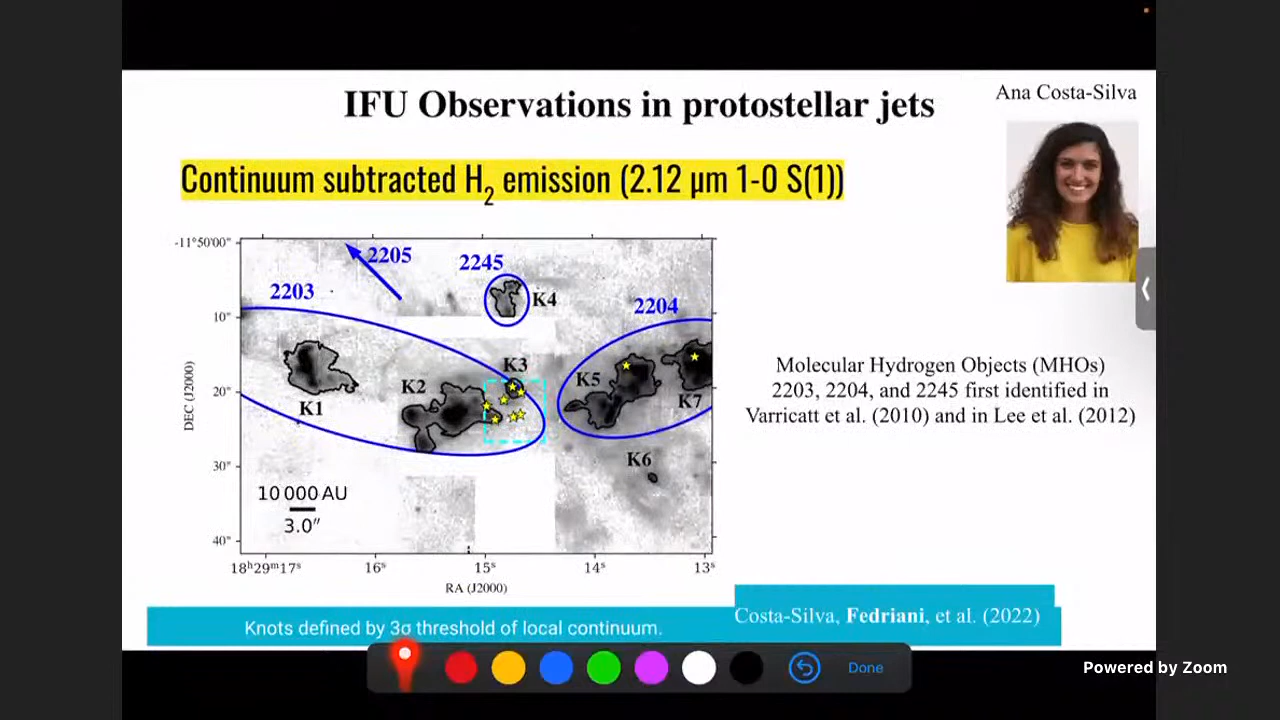 IFU Observations in protostellar jets
Ana Costa-Silva
Continuum subtracted H₂ emission (2.12 μm 1-0 S(1))
-11°50'00"
2205
2245
2203
K4
2204
10"
K3
K5
K2
20"
K7
K1
DEC (J2000)
Molecular Hydrogen Objects (MHOs)
2203, 2204, and 2245 first identified in
Varricatt et al. (2010) and in Lee et al. (2012)
K6
30"
10 000 AU
3.0"
40"
18ʰ29ᵐ17ˢ 16ˢ 15ˢ 14ˢ 13ˢ
RA (J2000)
Costa-Silva, Fedriani, et al. (2022)
Knots defined by 3σ threshold of local continuum.
Done
Powered by Zoom